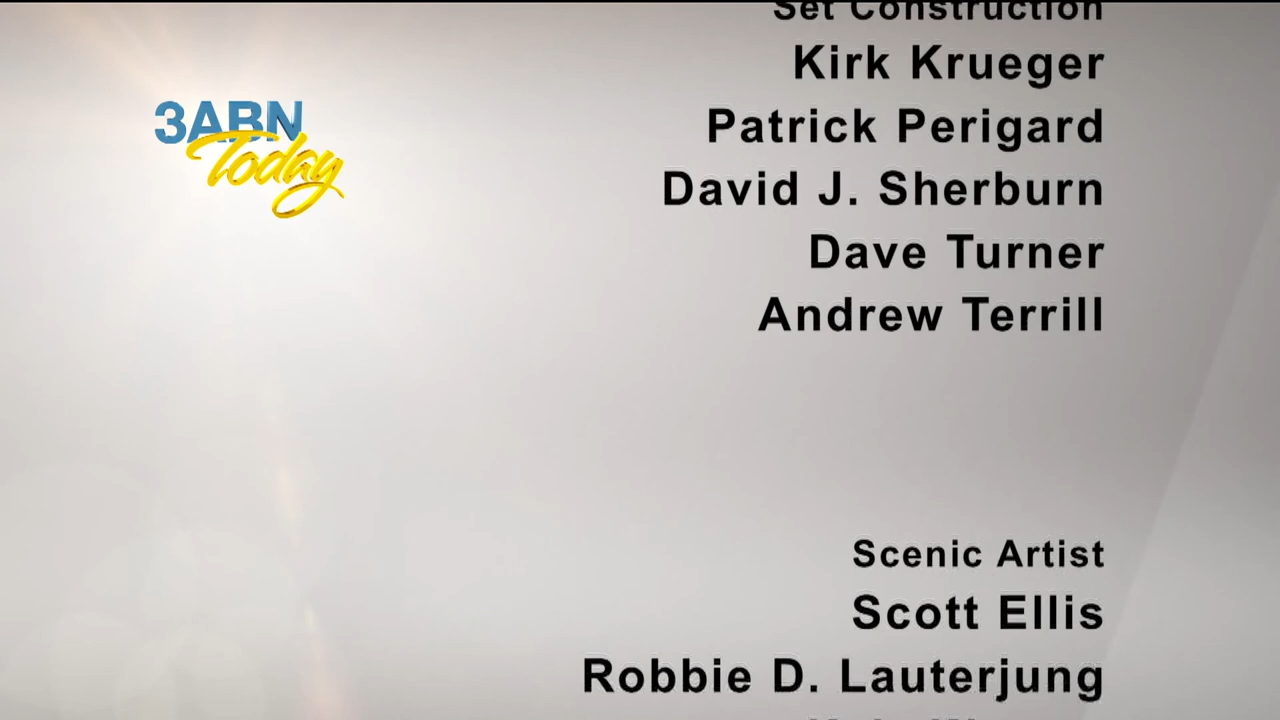 Set Construction
Kirk Krueger
Patrick Perigard
David J. Sherburn
Dave Turner
Andrew Terrill
3ABN
Today
Scenic Artist
Scott Ellis
Robbie D. Lauterjung